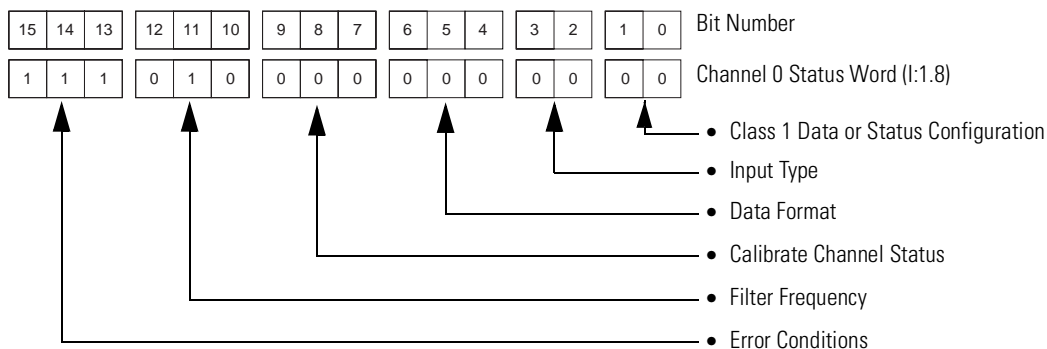 15 14 13 12 11 10 9 8 7 6 5 4 3 2 1 0 Bit Number
1 1 1 0 1 0 0 0 0 0 0 0 0 0 0 0 Channel 0 Status Word (I:1.8)
• Class 1 Data or Status Configuration
• Input Type
• Data Format
• Calibrate Channel Status
• Filter Frequency
• Error Conditions